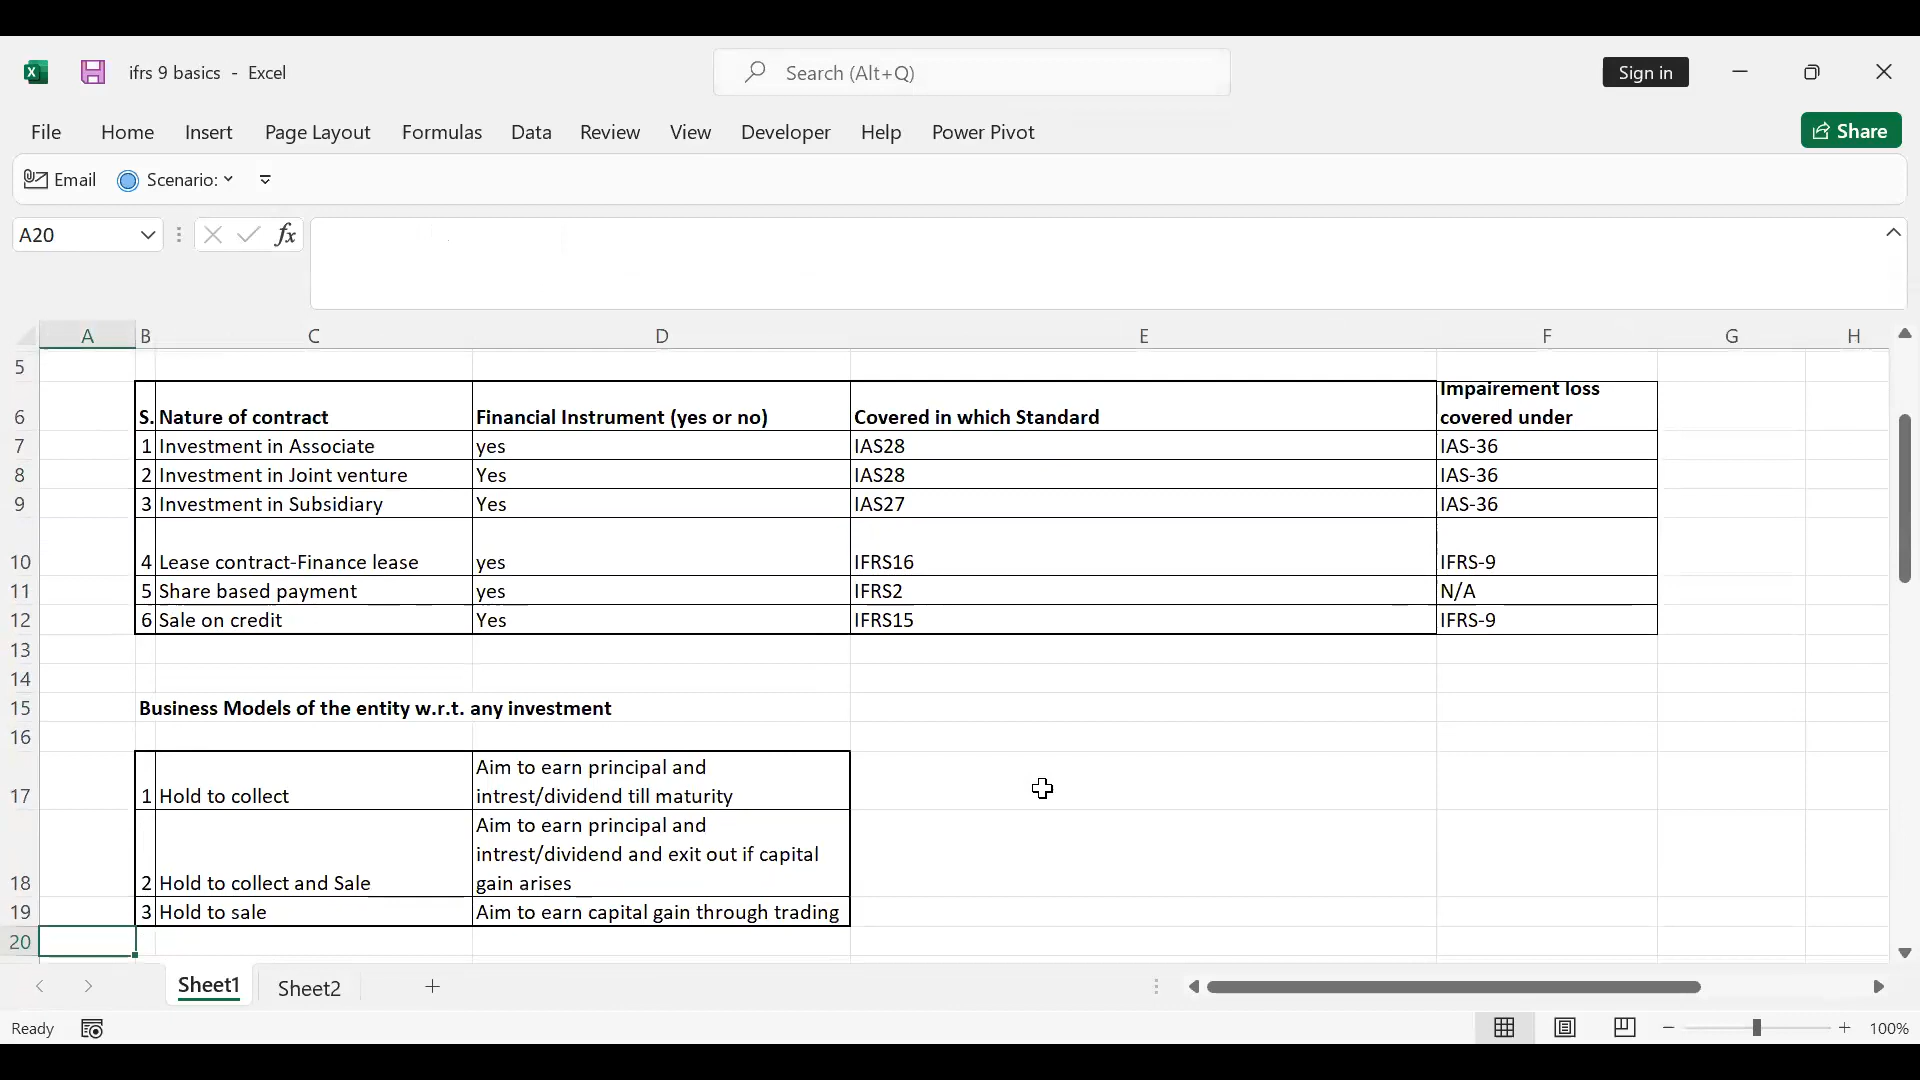 ifrs 9 basics - Excel
Search (Alt+Q)
Sign in
File Home Insert Page Layout Formulas Data Review View Developer Help Power Pivot
Share
Email Scenario:
A20
fx
A B C D E F G H
5
6 S. Nature of contract Financial Instrument (yes or no) Covered in which Standard Impairement loss covered under
7 1 Investment in Associate yes IAS28 IAS-36
8 2 Investment in Joint venture Yes IAS28 IAS-36
9 3 Investment in Subsidiary Yes IAS27 IAS-36
10 4 Lease contract-Finance lease yes IFRS16 IFRS-9
11 5 Share based payment yes IFRS2 N/A
12 6 Sale on credit Yes IFRS15 IFRS-9
13
14
15 Business Models of the entity w.r.t. any investment
16
Aim to earn principal and
17 1 Hold to collect intrest/dividend till maturity
Aim to earn principal and
intrest/dividend and exit out if capital
18 2 Hold to collect and Sale gain arises
19 3 Hold to sale Aim to earn capital gain through trading
20
Sheet1 Sheet2
Ready
100%